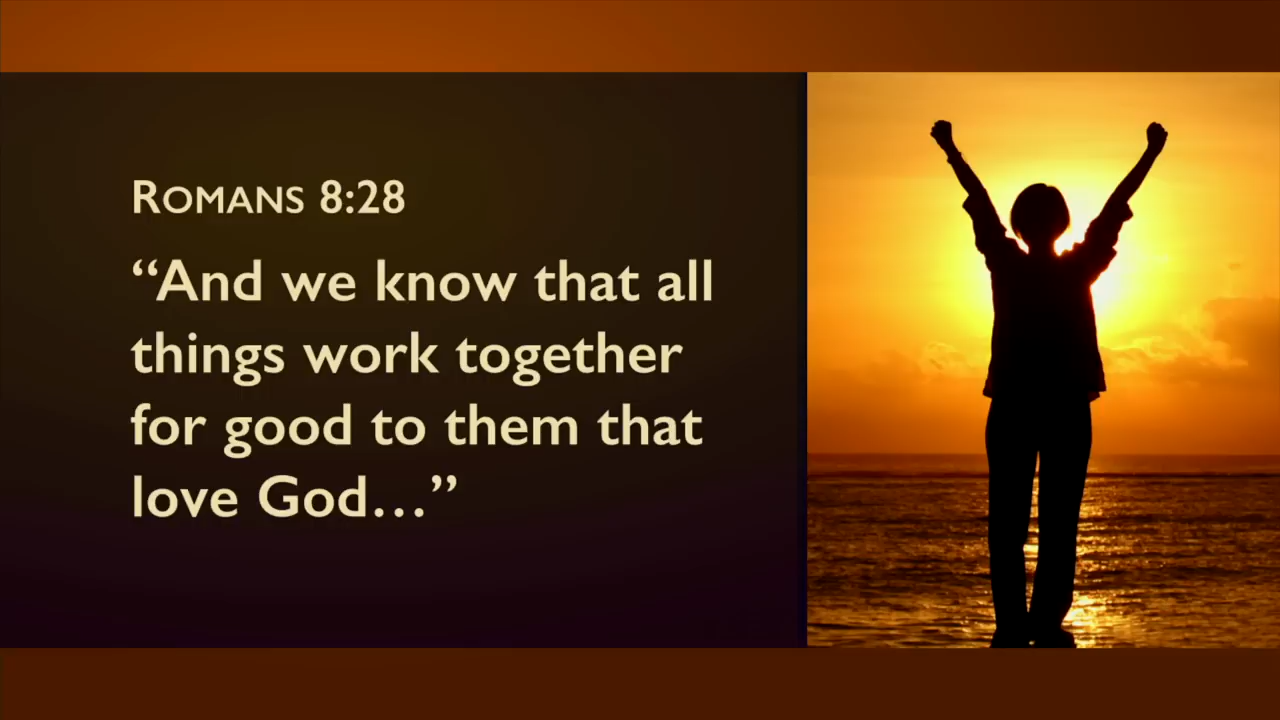 ROMANS 8:28
“And we know that all
things work together
for good to them that
love God…”